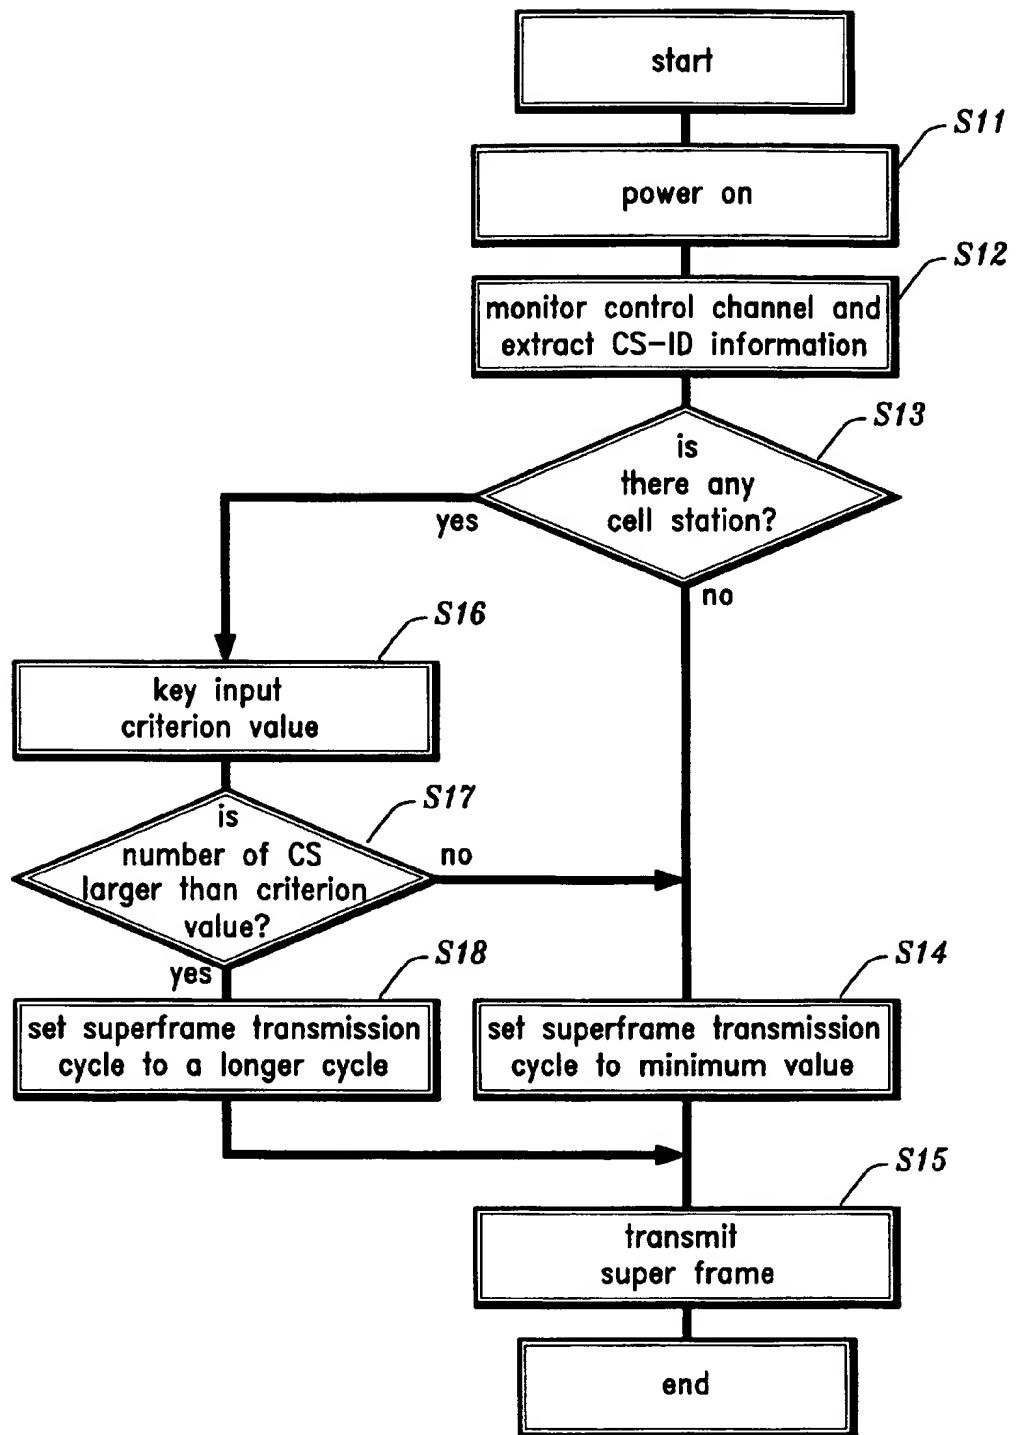 start
S11
power on
S12
monitor control channel and
extract CS-ID information
S13
is
there any
cell station?
yes
no
S16
key input
criterion value
S17
is
number of CS
larger than criterion
value?
no
yes
S18
set superframe transmission
cycle to a longer cycle
S14
set superframe transmission
cycle to minimum value
S15
transmit
super frame
end